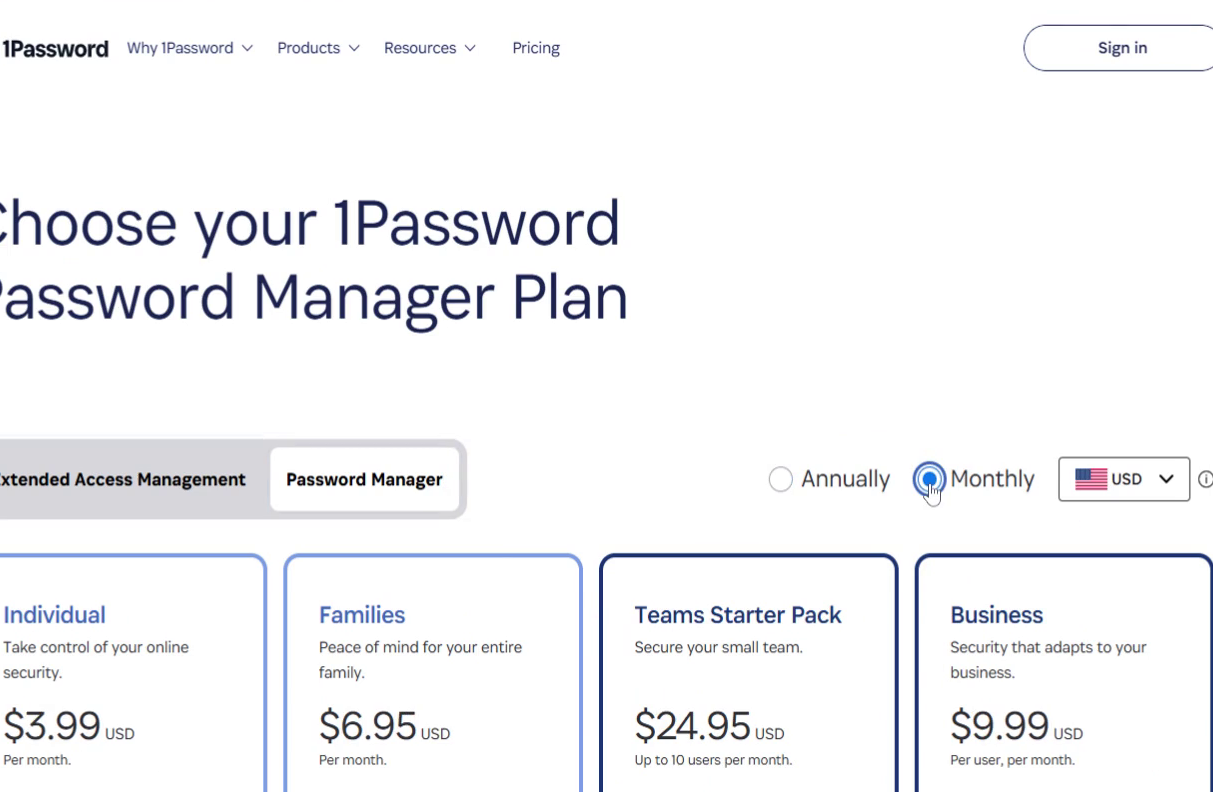 1Password Why 1Password Products Resources Pricing Sign in
Choose your 1Password
Password Manager Plan
Extended Access Management Password Manager Annually Monthly USD
Individual
Take control of your online
security.
$3.99 USD
Per month.
Families
Peace of mind for your entire
family.
$6.95 USD
Per month.
Teams Starter Pack
Secure your small team.
$24.95 USD
Up to 10 users per month.
Business
Security that adapts to your
business.
$9.99 USD
Per user, per month.